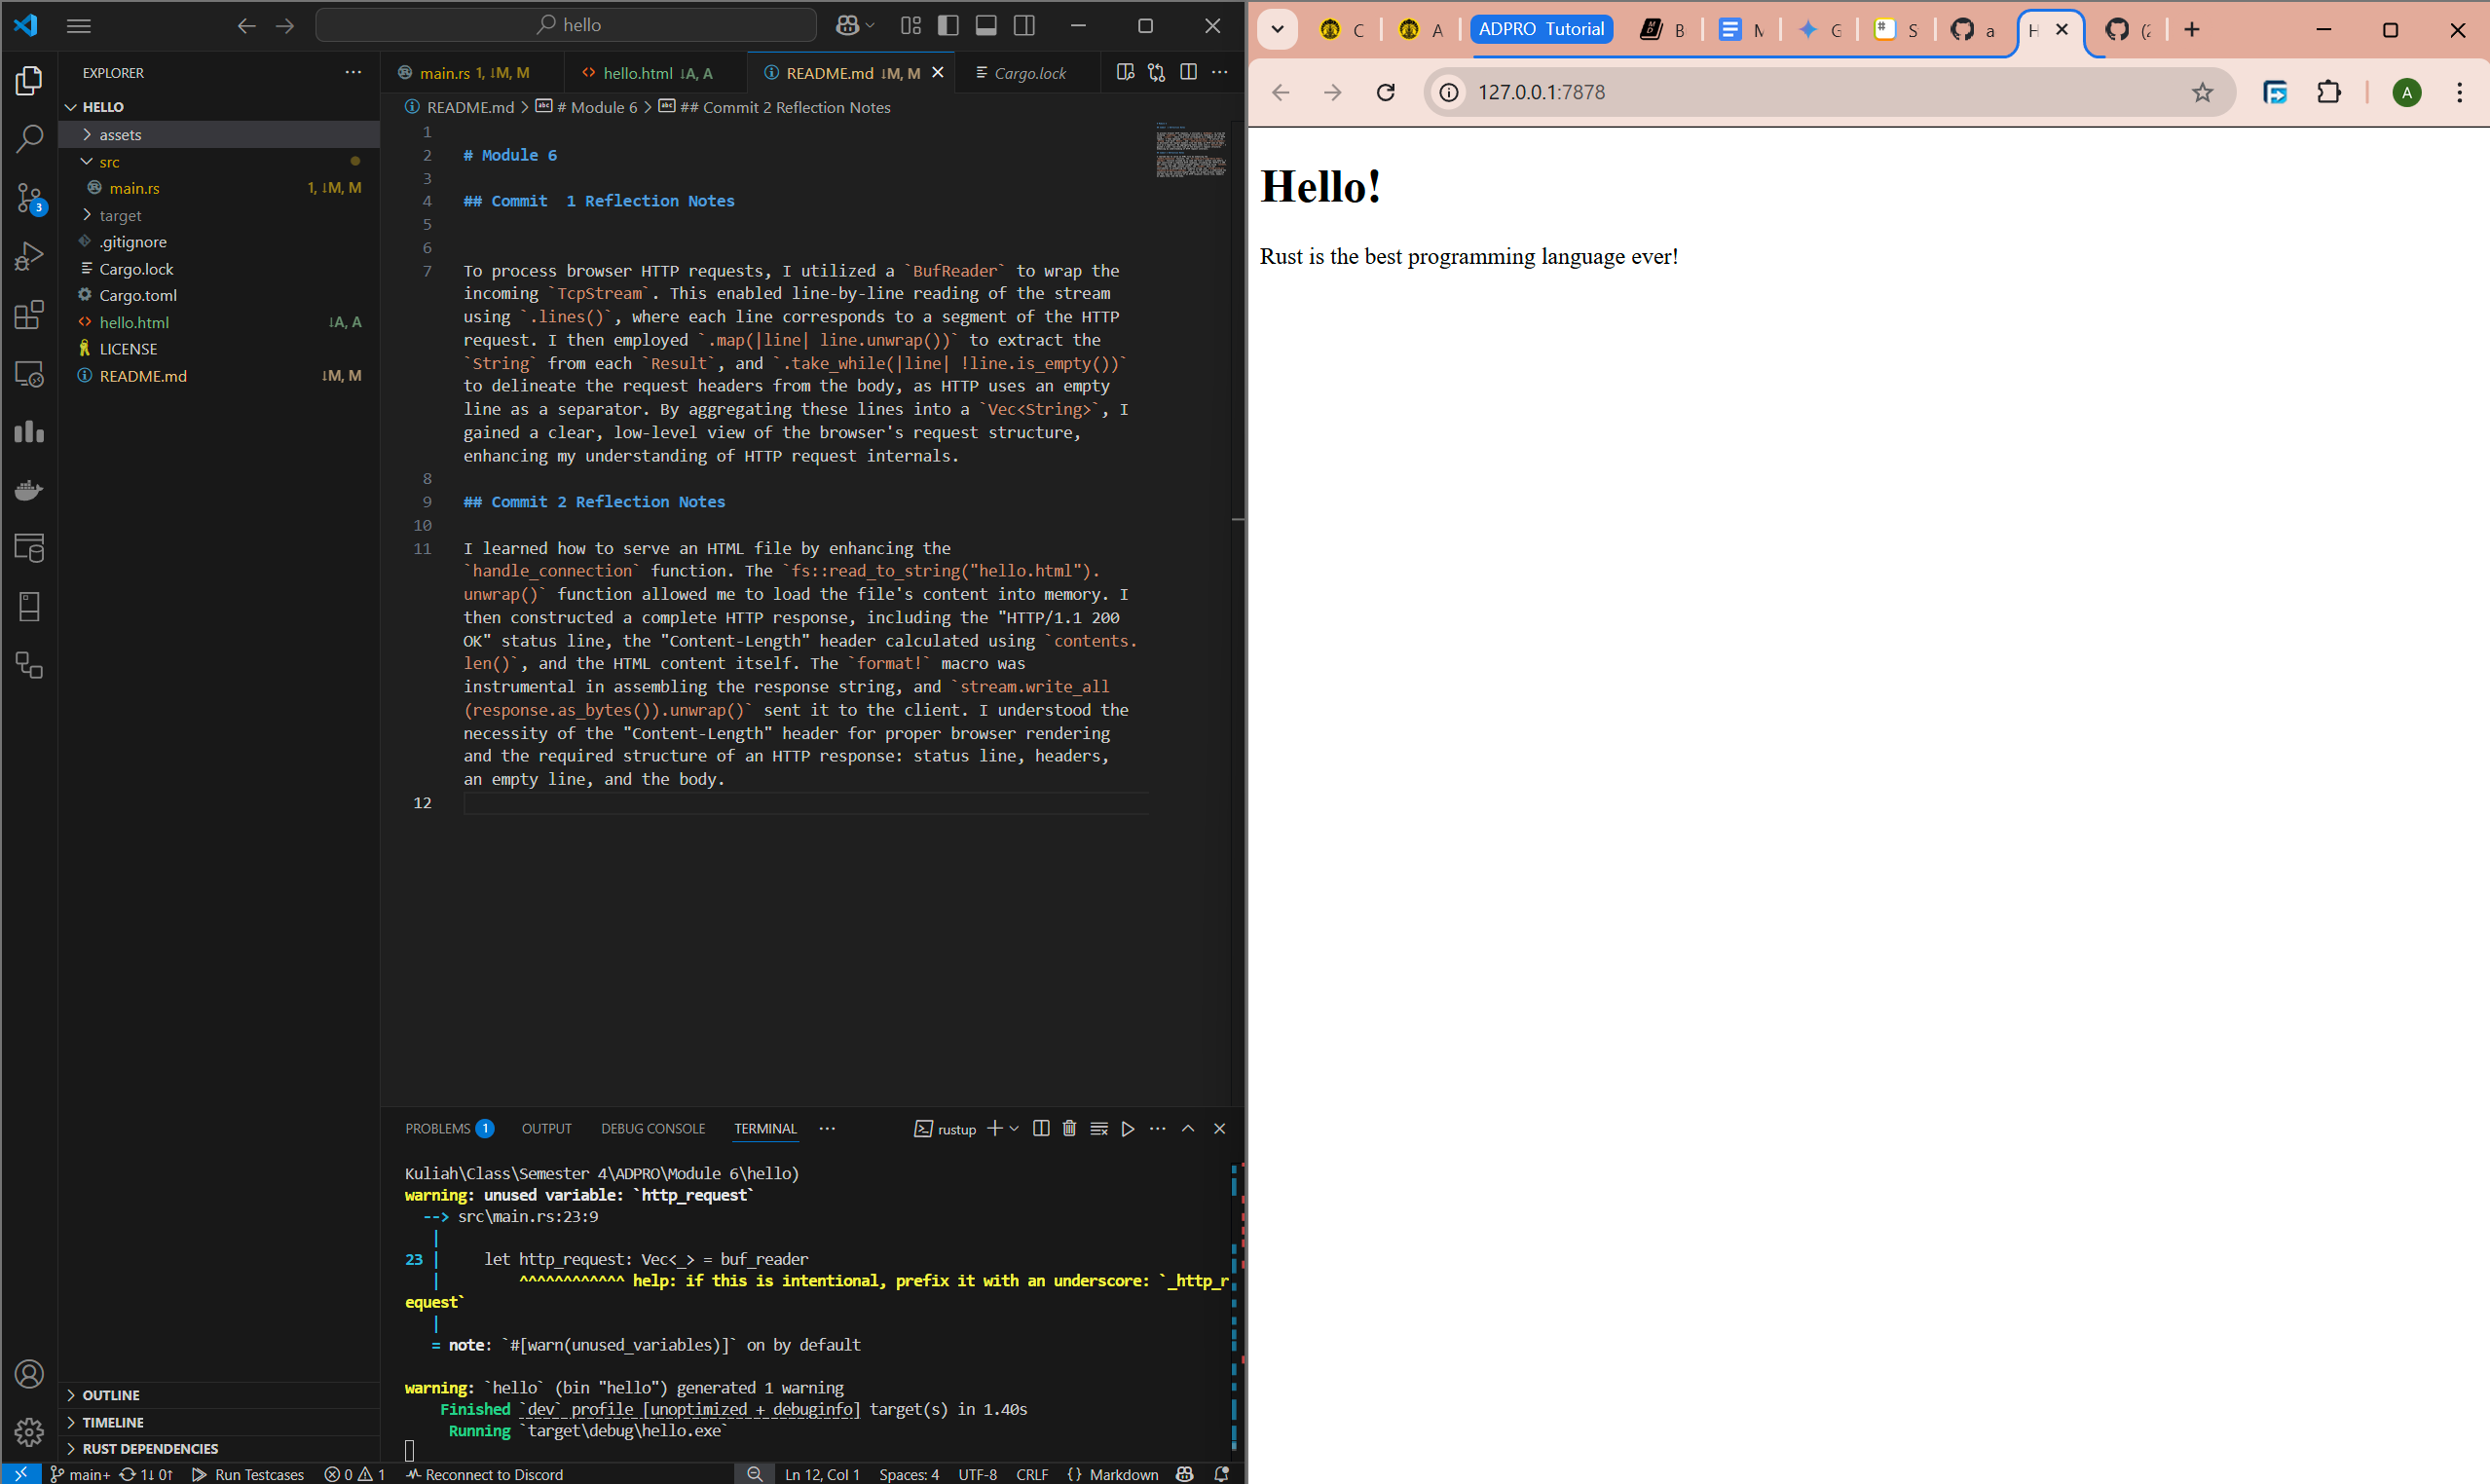 hello
EXPLORER
HELLO
assets
src
main.rs 1, ↓M, M
target
.gitignore
Cargo.lock
Cargo.toml
hello.html ↓A, A
LICENSE
README.md ↓M, M
OUTLINE
TIMELINE
RUST DEPENDENCIES
3
main.rs 1, ↓M, M
hello.html ↓A, A
README.md ↓M, M
Cargo.lock
README.md > # Module 6 > ## Commit 2 Reflection Notes
1
2 # Module 6
3
4 ## Commit  1 Reflection Notes
5
6
7 To process browser HTTP requests, I utilized a `BufReader` to wrap the
incoming `TcpStream`. This enabled line-by-line reading of the stream
using `.lines()`, where each line corresponds to a segment of the HTTP
request. I then employed `.map(|line| line.unwrap())` to extract the
`String` from each `Result`, and `.take_while(|line| !line.is_empty())`
to delineate the request headers from the body, as HTTP uses an empty
line as a separator. By aggregating these lines into a `Vec<String>`, I
gained a clear, low-level view of the browser's request structure,
enhancing my understanding of HTTP request internals.
8
9 ## Commit 2 Reflection Notes
10
11 I learned how to serve an HTML file by enhancing the
`handle_connection` function. The `fs::read_to_string("hello.html").
unwrap()` function allowed me to load the file's content into memory. I
then constructed a complete HTTP response, including the "HTTP/1.1 200
OK" status line, the "Content-Length" header calculated using `contents.
len()`, and the HTML content itself. The `format!` macro was
instrumental in assembling the response string, and `stream.write_all
(response.as_bytes()).unwrap()` sent it to the client. I understood the
necessity of the "Content-Length" header for proper browser rendering
and the required structure of an HTTP response: status line, headers,
an empty line, and the body.
12
PROBLEMS 1 OUTPUT DEBUG CONSOLE TERMINAL rustup
Kuliah\Class\Semester 4\ADPRO\Module 6\hello)
warning: unused variable: `http_request`
--> src\main.rs:23:9
|
23 |     let http_request: Vec<_> = buf_reader
|         ^^^^^^^^^^^^ help: if this is intentional, prefix it with an underscore: `_http_r
equest`
|
= note: `#[warn(unused_variables)]` on by default
warning: `hello` (bin "hello") generated 1 warning
Finished `dev` profile [unoptimized + debuginfo] target(s) in 1.40s
Running `target\debug\hello.exe`
main+ 1↓ 0↑ Run Testcases 0 1 Reconnect to Discord Ln 12, Col 1 Spaces: 4 UTF-8 CRLF {} Markdown
C A ADPRO Tutorial B G S a H
127.0.0.1:7878 A
Hello!
Rust is the best programming language ever!